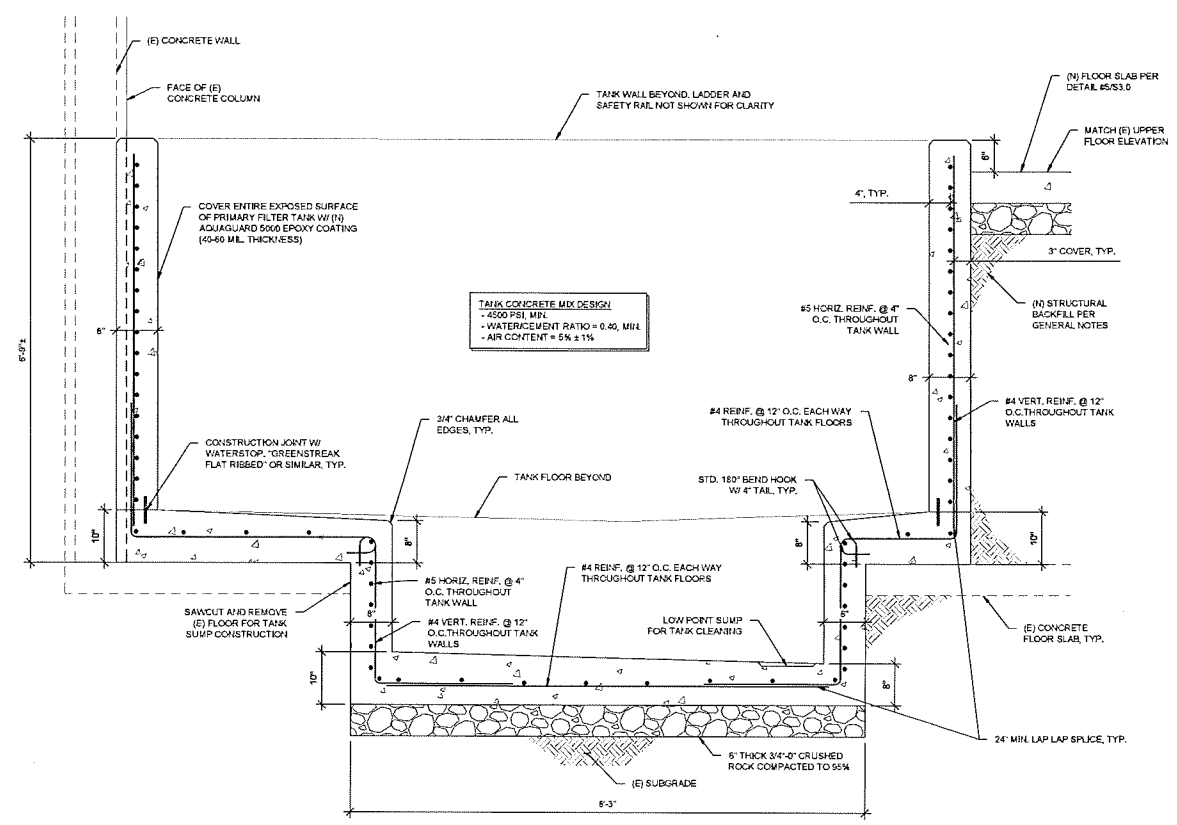 (E) CONCRETE WALL
FACE OF (E)
CONCRETE COLUMN
TANK WALL BEYOND. LADDER AND
SAFETY RAIL NOT SHOWN FOR CLARITY
(N) FLOOR SLAB PER
DETAIL #5/S3.0
MATCH (E) UPPER
FLOOR ELEVATION
6"
4", TYP.
COVER ENTIRE EXPOSED SURFACE
OF PRIMARY FILTER TANK W/ (N)
AQUAGUARD 5000 EPOXY COATING
(40-60 MIL. THICKNESS)
3" COVER, TYP.
TANK CONCRETE MIX DESIGN
- 4500 PSI, MIN.
- WATER/CEMENT RATIO = 0.40, MIN.
- AIR CONTENT = 5% ± 1%
#5 HORIZ. REINF. @ 4"
O.C. THROUGHOUT
TANK WALL
(N) STRUCTURAL
BACKFILL PER
GENERAL NOTES
8"
8"
#4 REINF. @ 12" O.C. EACH WAY
THROUGHOUT TANK FLOORS
#4 VERT. REINF. @ 12"
O.C.THROUGHOUT TANK
WALLS
3/4" CHAMFER ALL
EDGES, TYP.
CONSTRUCTION JOINT W/
WATERSTOP. "GREENSTREAK
FLAT RIBBED" OR SIMILAR, TYP.
TANK FLOOR BEYOND
STD. 180° BEND HOOK
W/ 4" TAIL, TYP.
10"
8"
8"
10"
#5 HORIZ. REINF. @ 4"
O.C. THROUGHOUT
TANK WALL
#4 REINF. @ 12" O.C. EACH WAY
THROUGHOUT TANK FLOORS
SAWCUT AND REMOVE
(E) FLOOR FOR TANK
SUMP CONSTRUCTION
8"
#4 VERT. REINF. @ 12"
O.C.THROUGHOUT TANK
WALLS
LOW POINT SUMP
FOR TANK CLEANING
(E) CONCRETE
FLOOR SLAB, TYP.
10"
8"
24" MIN. LAP LAP SPLICE, TYP.
6" THICK 3/4"-0" CRUSHED
ROCK COMPACTED TO 95%
(E) SUBGRADE